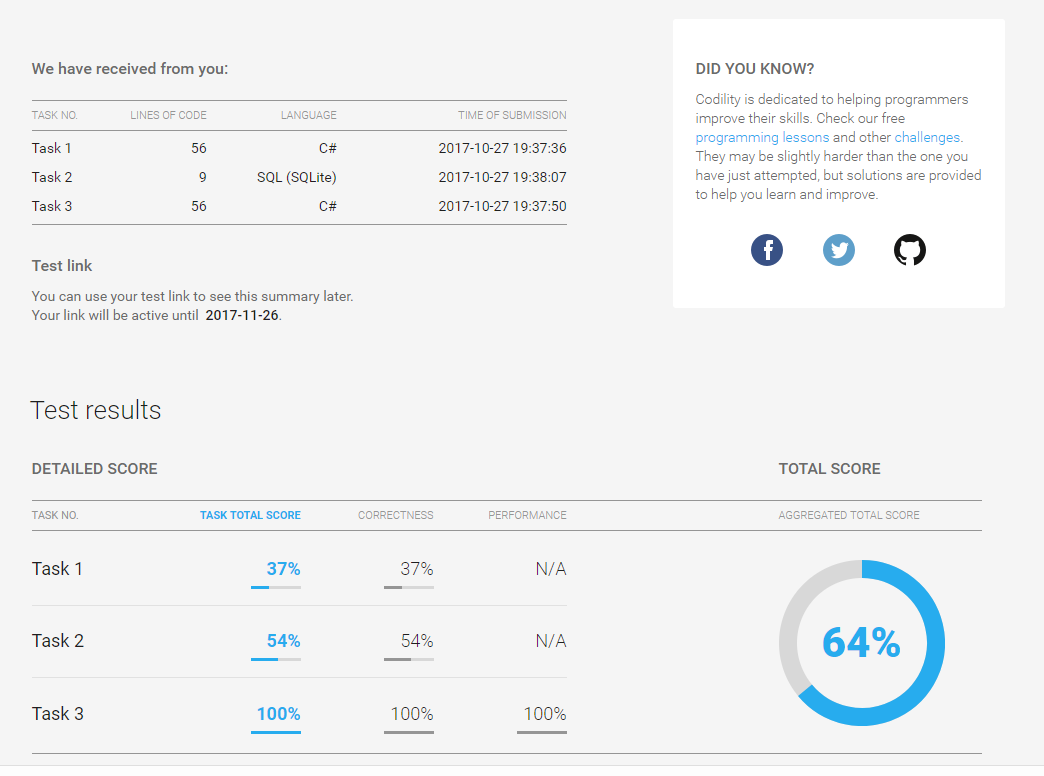 We have received from you:
TASK NO. LINES OF CODE LANGUAGE TIME OF SUBMISSION
Task 1 56 C# 2017-10-27 19:37:36
Task 2 9 SQL (SQLite) 2017-10-27 19:38:07
Task 3 56 C# 2017-10-27 19:37:50
Test link
You can use your test link to see this summary later.
Your link will be active until 2017-11-26.
DID YOU KNOW?
Codility is dedicated to helping programmers
improve their skills. Check our free
programming lessons and other challenges.
They may be slightly harder than the one you
have just attempted, but solutions are provided
to help you learn and improve.
Test results
DETAILED SCORE
TASK NO. TASK TOTAL SCORE CORRECTNESS PERFORMANCE
Task 1 37% 37% N/A
Task 2 54% 54% N/A
Task 3 100% 100% 100%
TOTAL SCORE
AGGREGATED TOTAL SCORE
64%